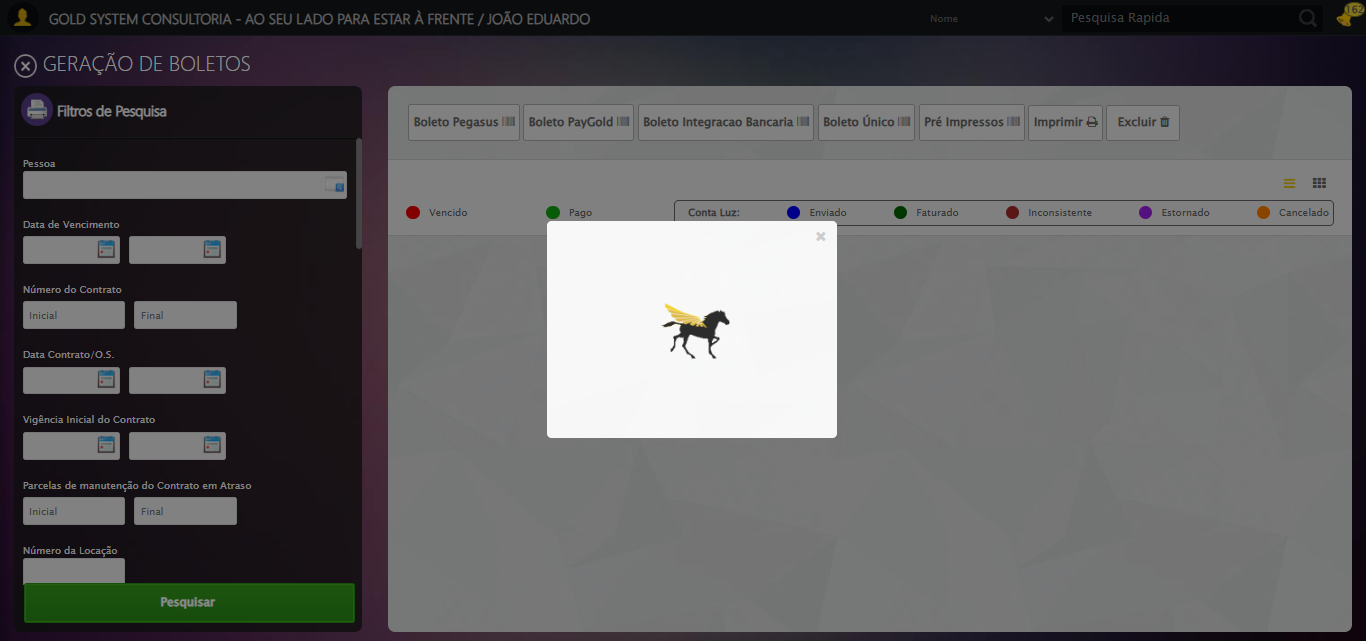 GOLD SYSTEM CONSULTORIA - AO SEU LADO PARA ESTAR À FRENTE / JOÃO EDUARDO
Nome
Pesquisa Rapida
162
GERAÇÃO DE BOLETOS
Filtros de Pesquisa
Boleto Pegasus
Boleto PayGold
Boleto Integracao Bancaria
Boleto Único
Pré Impressos
Imprimir
Excluir
Pessoa
Data de Vencimento
Número do Contrato
Inicial
Final
Data Contrato/O.S.
Vigência Inicial do Contrato
Parcelas de manutenção do Contrato em Atraso
Inicial
Final
Número da Locação
Pesquisar
Vencido
Pago
Conta Luz:
Enviado
Faturado
Inconsistente
Estornado
Cancelado